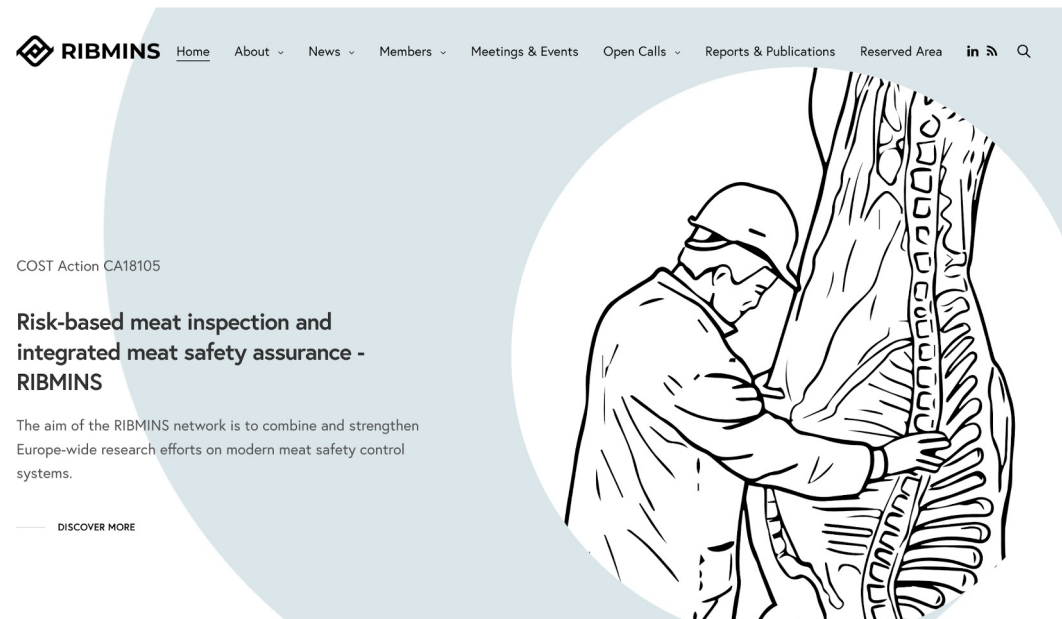 RIBMINS
Home About News Members Meetings & Events Open Calls Reports & Publications Reserved Area in
COST Action CA18105
Risk-based meat inspection and
integrated meat safety assurance -
RIBMINS
The aim of the RIBMINS network is to combine and strengthen
Europe-wide research efforts on modern meat safety control
systems.
DISCOVER MORE